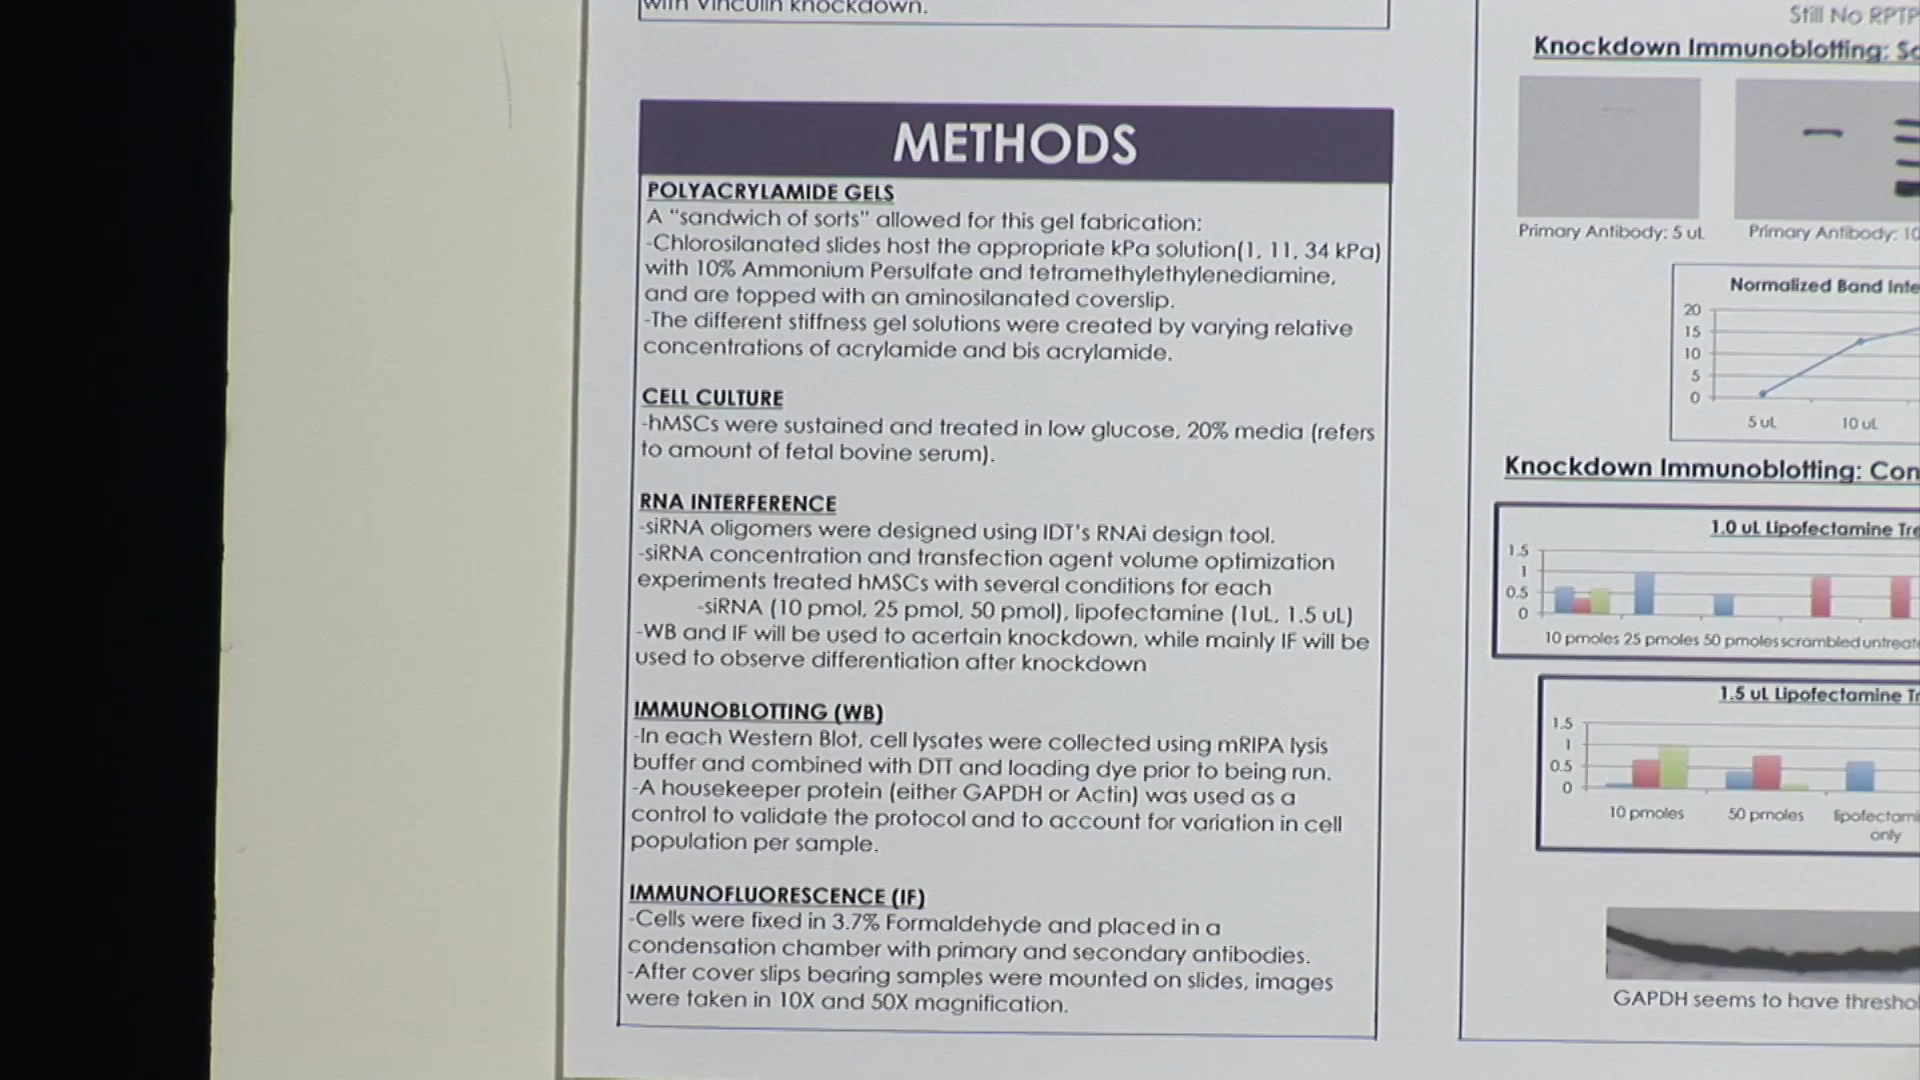 with Vinculin knockdown.
METHODS
POLYACRYLAMIDE GELS
A "sandwich of sorts" allowed for this gel fabrication:
-Chlorosilanated slides host the appropriate kPa solution(1, 11, 34 kPa)
with 10% Ammonium Persulfate and tetramethylethylenediamine,
and are topped with an aminosilanated coverslip.
-The different stiffness gel solutions were created by varying relative
concentrations of acrylamide and bis acrylamide.
CELL CULTURE
-hMSCs were sustained and treated in low glucose, 20% media (refers
to amount of fetal bovine serum).
RNA INTERFERENCE
-siRNA oligomers were designed using IDT's RNAi design tool.
-siRNA concentration and transfection agent volume optimization
experiments treated hMSCs with several conditions for each
-siRNA (10 pmol, 25 pmol, 50 pmol), lipofectamine (1uL, 1.5 uL)
-WB and IF will be used to acertain knockdown, while mainly IF will be
used to observe differentiation after knockdown
IMMUNOBLOTTING (WB)
-In each Western Blot, cell lysates were collected using mRIPA lysis
buffer and combined with DTT and loading dye prior to being run.
-A housekeeper protein (either GAPDH or Actin) was used as a
control to validate the protocol and to account for variation in cell
population per sample.
IMMUNOFLUORESCENCE (IF)
-Cells were fixed in 3.7% Formaldehyde and placed in a
condensation chamber with primary and secondary antibodies.
-After cover slips bearing samples were mounted on slides, images
were taken in 10X and 50X magnification.
Still No RPTP
Knockdown Immunoblotting: Sc
Primary Antibody: 5 uL
Primary Antibody: 10
Normalized Band Inte
20
15
10
5
0
5 uL 10 uL
Knockdown Immunoblotting: Con
1.0 uL Lipofectamine Tre
1.5
1
0.5
0
10 pmoles 25 pmoles 50 pmoles scrambled untreate
1.5 uL Lipofectamine Tr
1.5
1
0.5
0
10 pmoles 50 pmoles lipofectami
only
GAPDH seems to have thresho